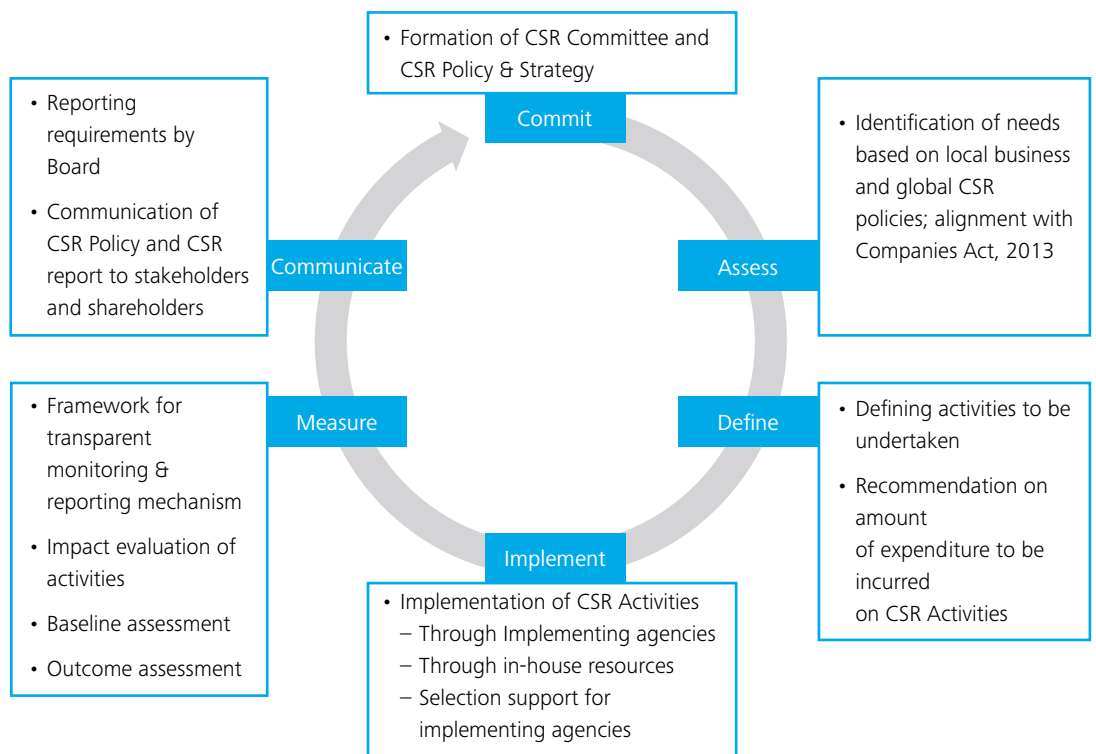 • Formation of CSR Committee and
CSR Policy & Strategy
Commit
• Identification of needs
based on local business
and global CSR
policies; alignment with
Companies Act, 2013
Assess
• Defining activities to be
undertaken
• Recommendation on
amount
of expenditure to be
incurred
on CSR Activities
Define
Implement
• Implementation of CSR Activities
– Through Implementing agencies
– Through in-house resources
– Selection support for
implementing agencies
• Framework for
transparent
monitoring &
reporting mechanism
• Impact evaluation of
activities
• Baseline assessment
• Outcome assessment
Measure
• Reporting
requirements by
Board
• Communication of
CSR Policy and CSR
report to stakeholders
and shareholders
Communicate